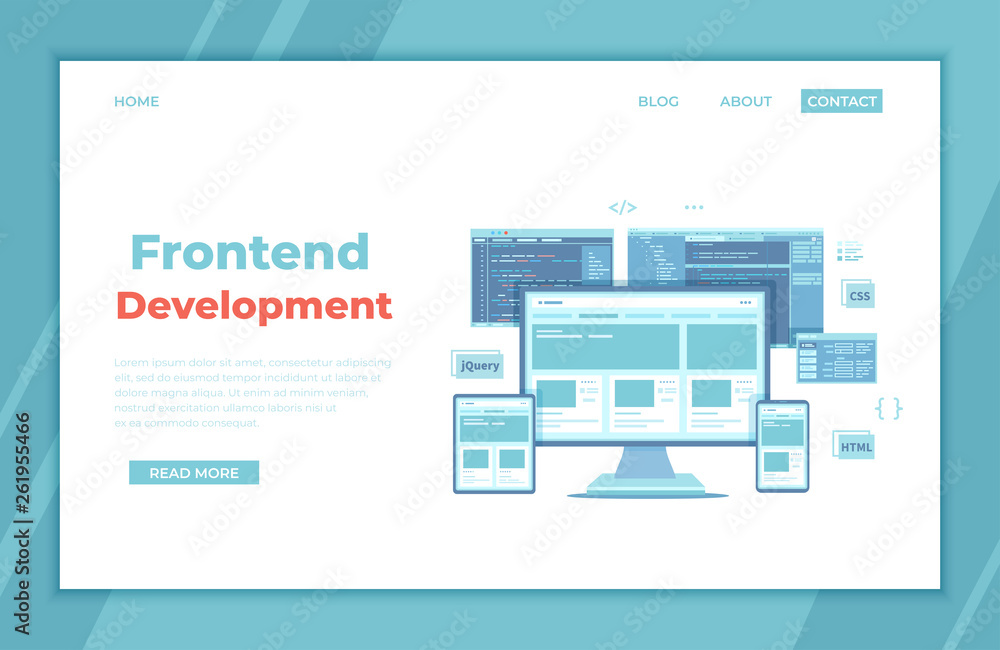 HOME
BLOG
ABOUT
CONTACT
Frontend
Development
Lorem ipsum dolor sit amet, consectetur adipiscing
elit, sed do eiusmod tempor incididunt ut labore et
dolore magna aliqua. Ut enim ad minim veniam,
nostrud exercitation ullamco laboris nisi ut
ex ea commodo consequat.
READ MORE
</>
...
CSS
jQuery
{ }
HTML
Adobe Stock | #261955466
Adobe Stock